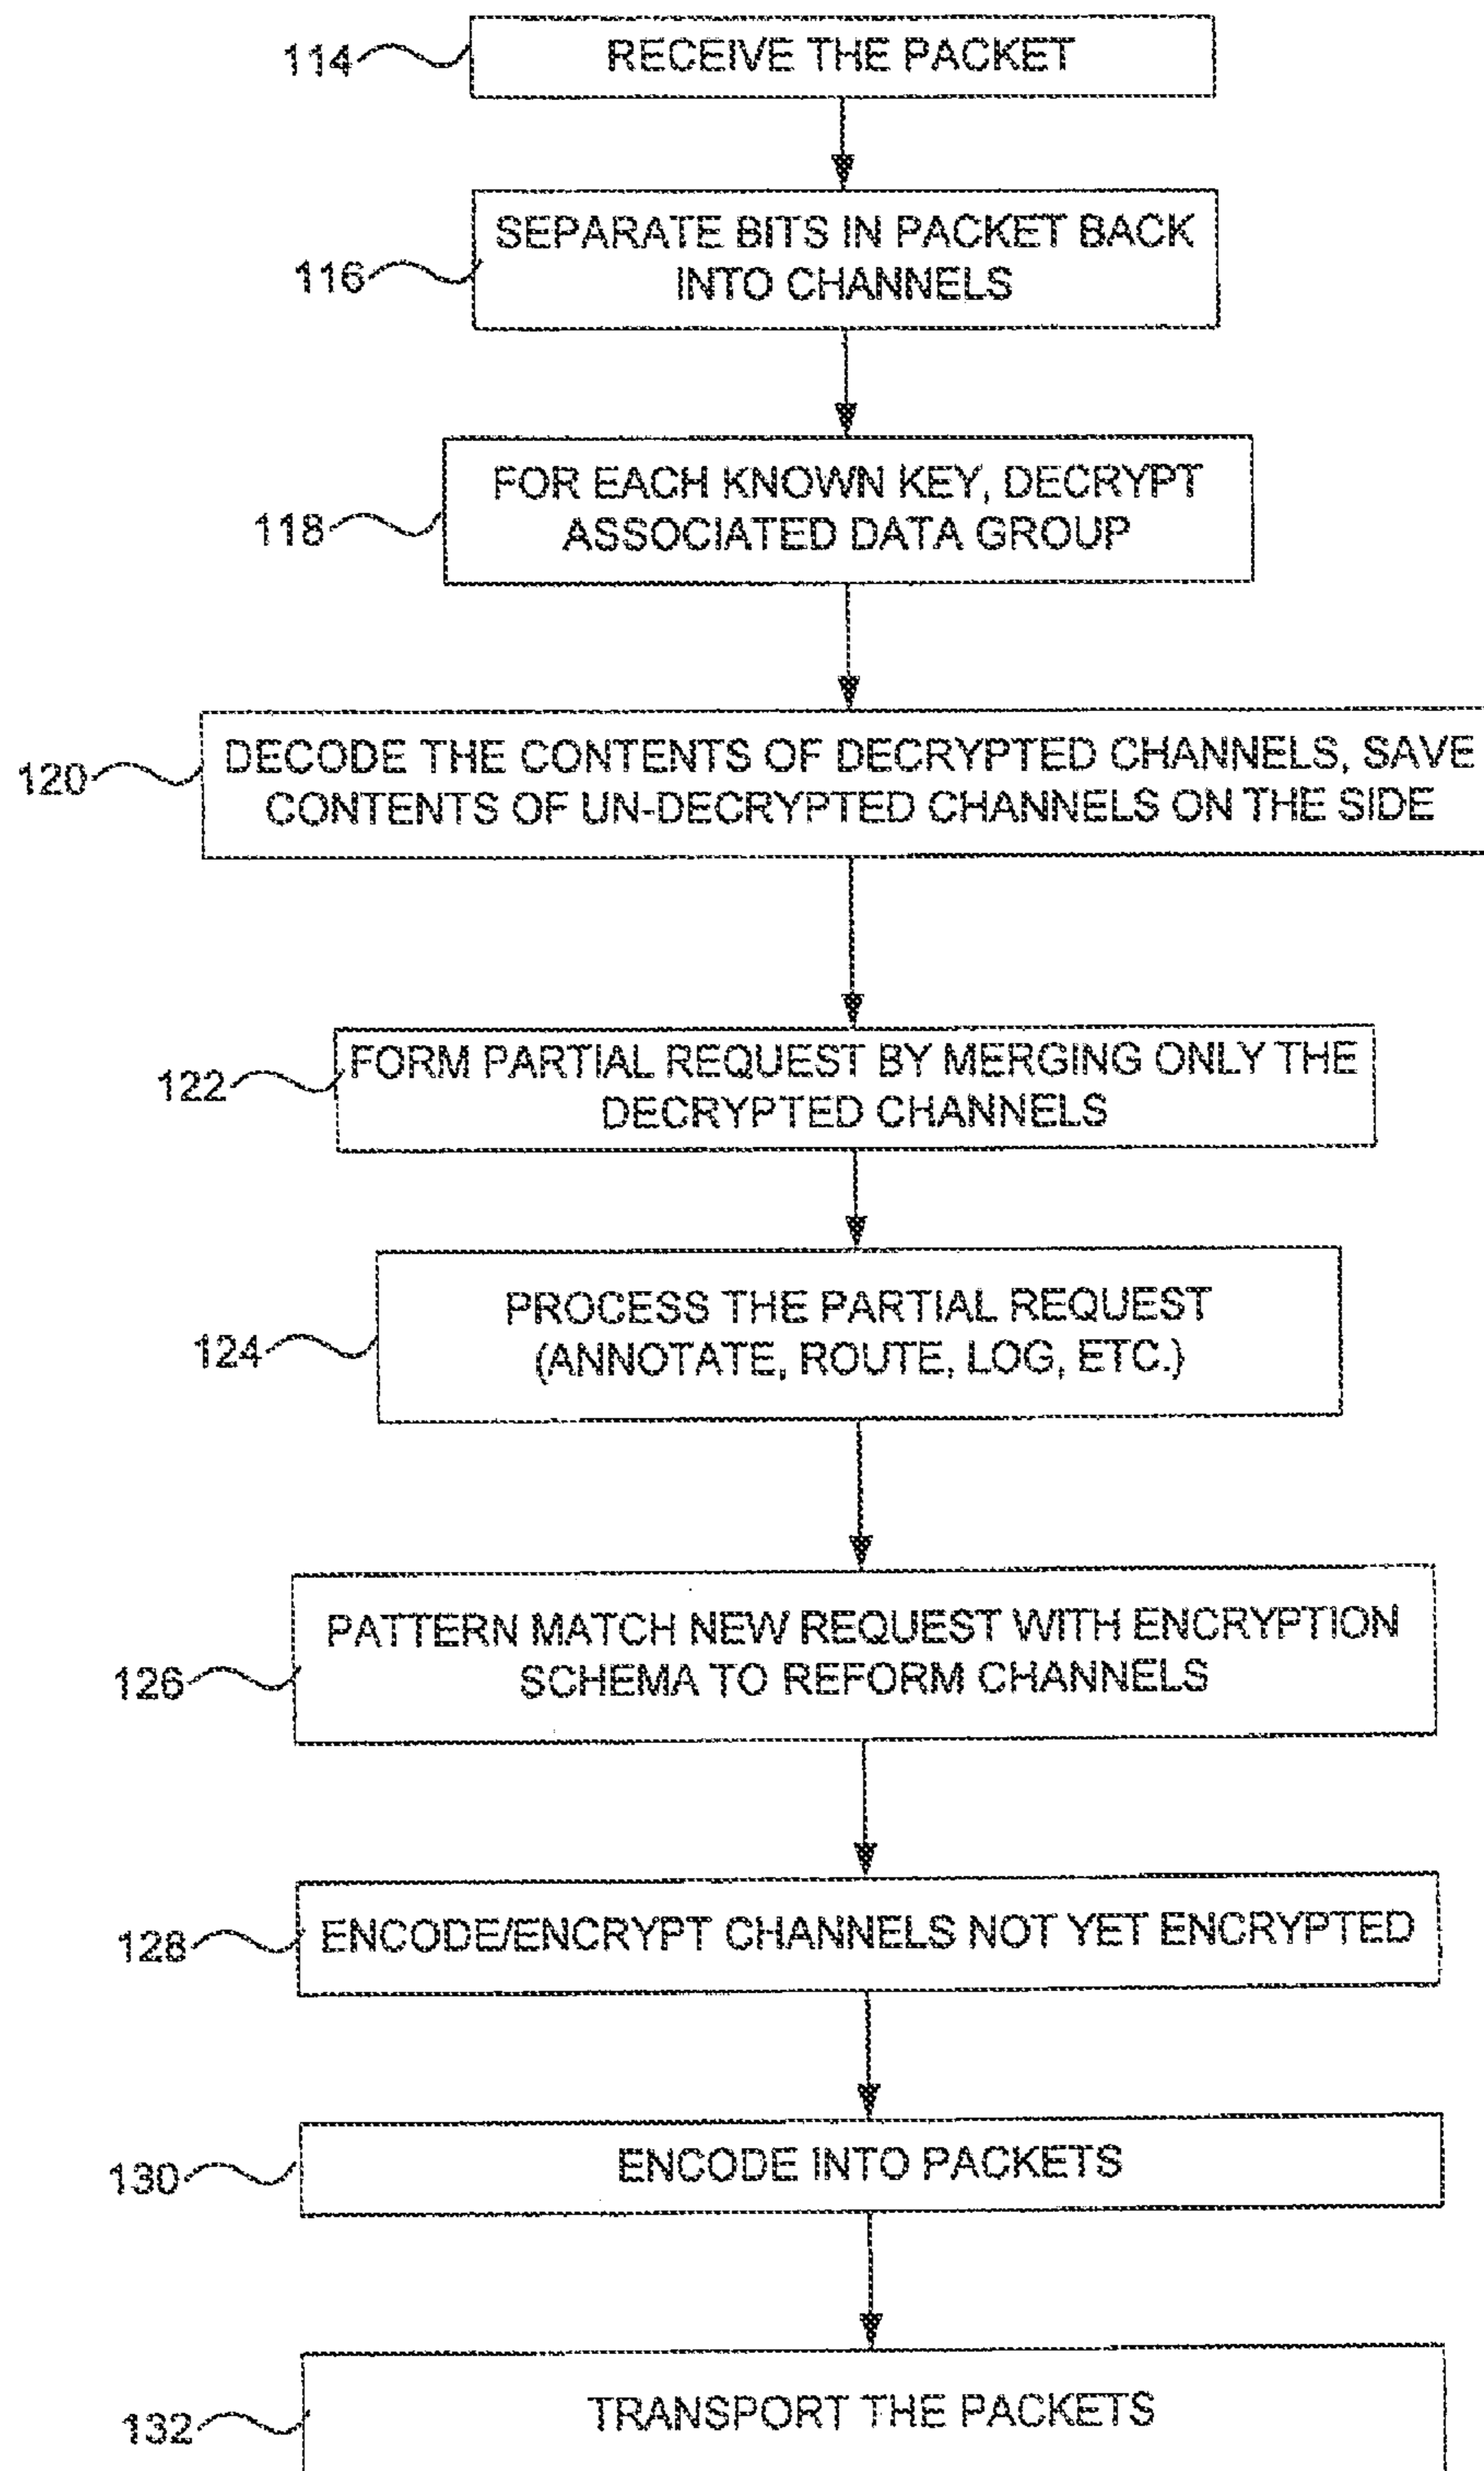 114
RECEIVE THE PACKET
116
SEPARATE BITS IN PACKET BACK
INTO CHANNELS
118
FOR EACH KNOWN KEY, DECRYPT
ASSOCIATED DATA GROUP
120
DECODE THE CONTENTS OF DECRYPTED CHANNELS, SAVE
CONTENTS OF UN-DECRYPTED CHANNELS ON THE SIDE
122
FORM PARTIAL REQUEST BY MERGING ONLY THE
DECRYPTED CHANNELS
124
PROCESS THE PARTIAL REQUEST
(ANNOTATE, ROUTE, LOG, ETC.)
126
PATTERN MATCH NEW REQUEST WITH ENCRYPTION
SCHEMA TO REFORM CHANNELS
128
ENCODE/ENCRYPT CHANNELS NOT YET ENCRYPTED
130
ENCODE INTO PACKETS
132
TRANSPORT THE PACKETS